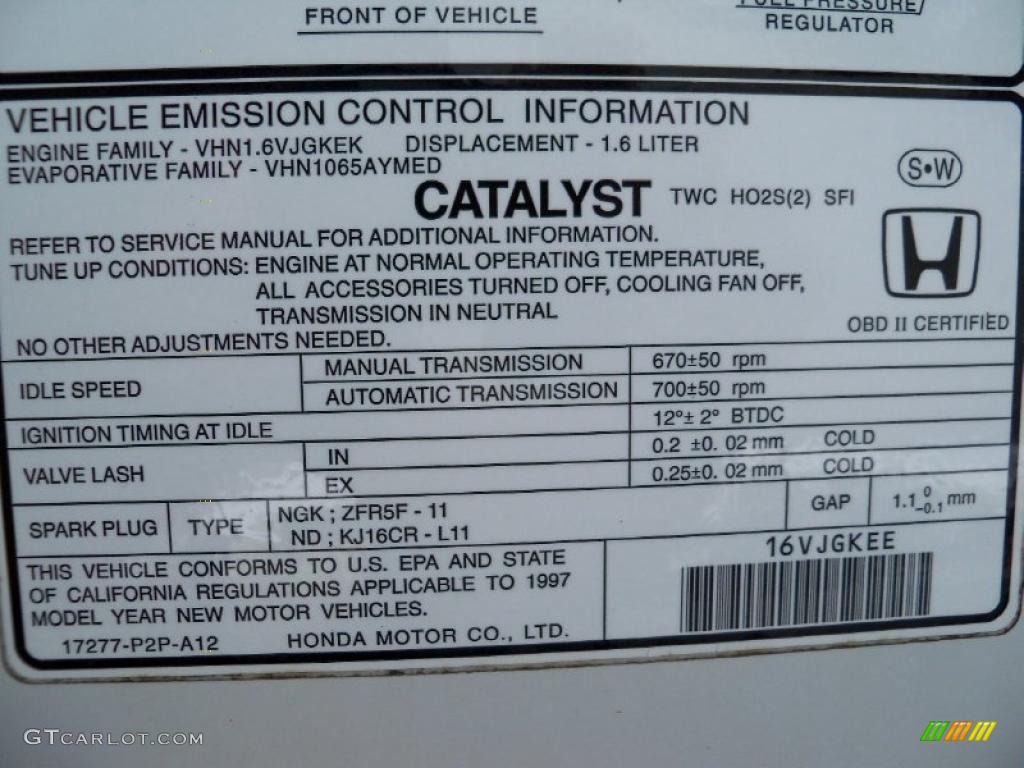 FRONT OF VEHICLE
FUEL PRESSURE/
REGULATOR
VEHICLE EMISSION CONTROL INFORMATION
ENGINE FAMILY - VHN1.6VJGKEK DISPLACEMENT - 1.6 LITER
EVAPORATIVE FAMILY - VHN1065AYMED
S•W
CATALYST TWC HO2S(2) SFI
REFER TO SERVICE MANUAL FOR ADDITIONAL INFORMATION.
TUNE UP CONDITIONS: ENGINE AT NORMAL OPERATING TEMPERATURE,
ALL ACCESSORIES TURNED OFF, COOLING FAN OFF,
TRANSMISSION IN NEUTRAL
OBD II CERTIFIED
NO OTHER ADJUSTMENTS NEEDED.
IDLE SPEED
MANUAL TRANSMISSION 670±50 rpm
AUTOMATIC TRANSMISSION 700±50 rpm
IGNITION TIMING AT IDLE 12°± 2° BTDC
VALVE LASH
IN 0.2 ±0. 02 mm COLD
EX 0.25±0. 02 mm COLD
SPARK PLUG TYPE
NGK ; ZFR5F - 11
ND ; KJ16CR - L11
GAP 1.1 0 -0.1 mm
THIS VEHICLE CONFORMS TO U.S. EPA AND STATE
OF CALIFORNIA REGULATIONS APPLICABLE TO 1997
MODEL YEAR NEW MOTOR VEHICLES.
17277-P2P-A12 HONDA MOTOR CO., LTD.
16VJGKEE
GTCARLOT.COM